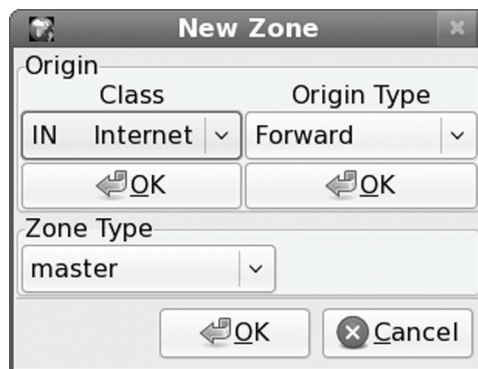 New Zone
Origin
Class Origin Type
IN Internet Forward
OK OK
Zone Type
master
OK Cancel